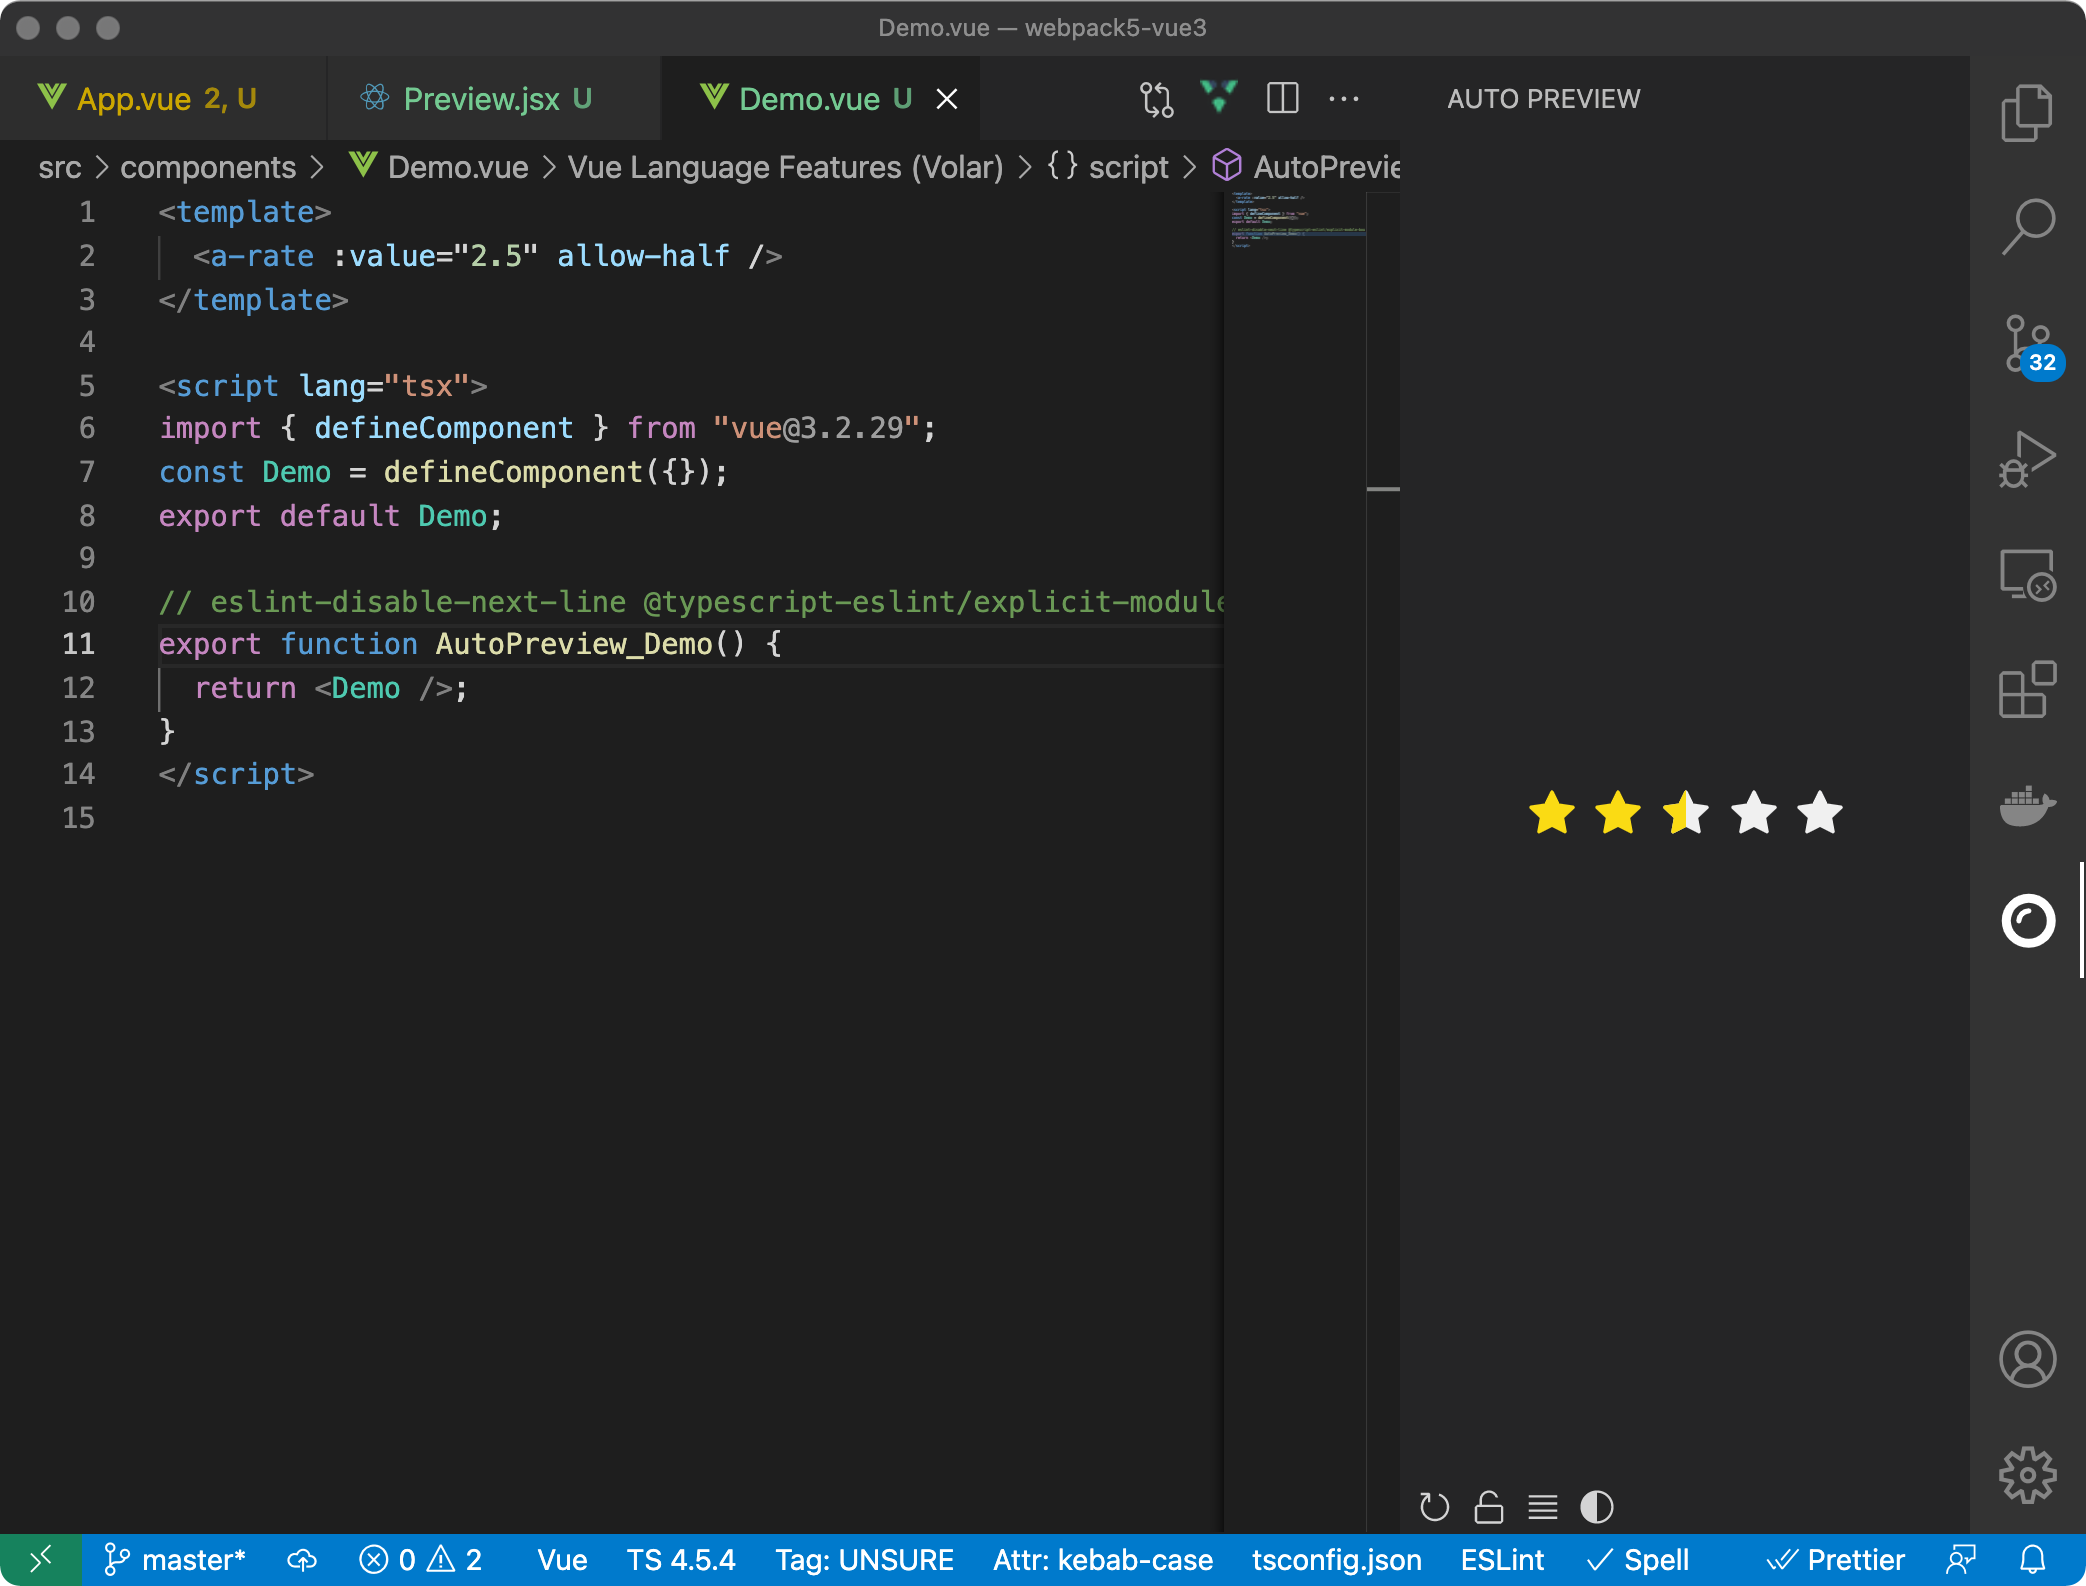 Demo.vue — webpack5-vue3
App.vue 2, U
Preview.jsx U
Demo.vue U
AUTO PREVIEW
src > components > Demo.vue > Vue Language Features (Volar) > {} script > AutoPrevie
1 <template>
2 <a-rate :value="2.5" allow-half />
3 </template>
4
5 <script lang="tsx">
6 import { defineComponent } from "vue@3.2.29";
7 const Demo = defineComponent({});
8 export default Demo;
9
10 // eslint-disable-next-line @typescript-eslint/explicit-module
11 export function AutoPreview_Demo() {
12 return <Demo />;
13 }
14 </script>
15
32
master* 0 2 Vue TS 4.5.4 Tag: UNSURE Attr: kebab-case tsconfig.json ESLint Spell Prettier